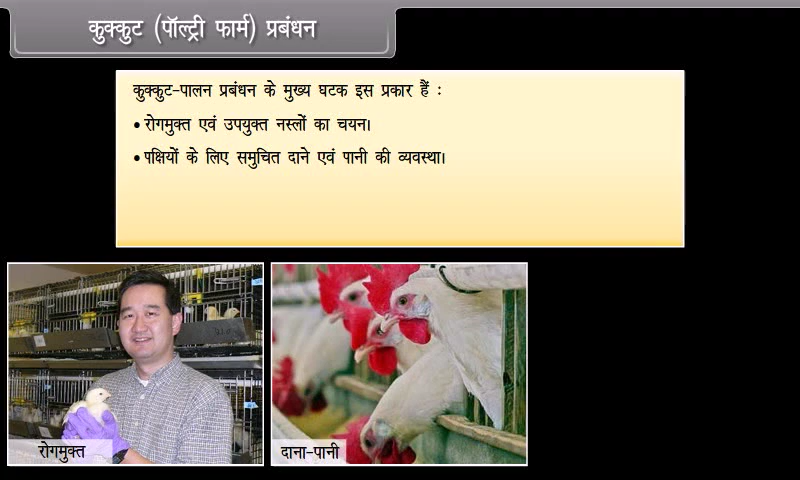 कुक्कुट (पॉल्ट्री फार्म) प्रबंधन
कुक्कुट-पालन प्रबंधन के मुख्य घटक इस प्रकार हैं :
• रोगमुक्त एवं उपयुक्त नस्लों का चयन।
• पक्षियों के लिए समुचित दाने एवं पानी की व्यवस्था।
रोगमुक्त
दाना-पानी